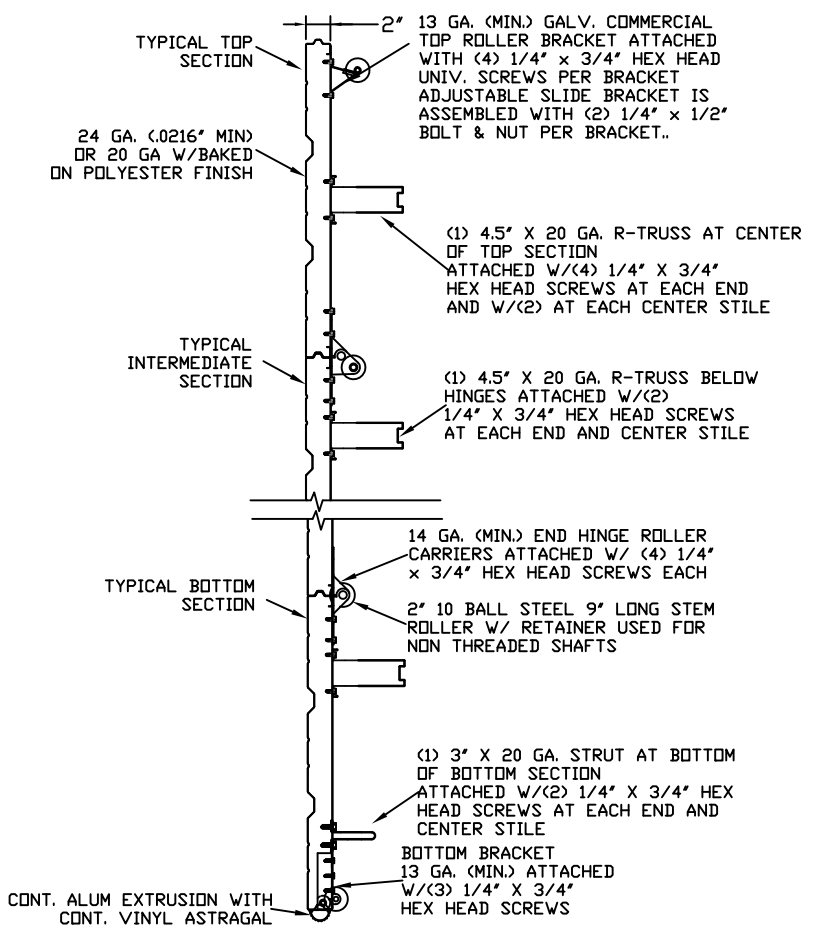 2"
13 GA. (MIN.) GALV. COMMERCIAL
TOP ROLLER BRACKET ATTACHED
WITH (4) 1/4" x 3/4" HEX HEAD
UNIV. SCREWS PER BRACKET
ADJUSTABLE SLIDE BRACKET IS
ASSEMBLED WITH (2) 1/4" x 1/2"
BOLT & NUT PER BRACKET..
TYPICAL TOP
SECTION
24 GA. (.0216" MIN)
OR 20 GA W/BAKED
ON POLYESTER FINISH
(1) 4.5" X 20 GA. R-TRUSS AT CENTER
OF TOP SECTION
ATTACHED W/(4) 1/4" X 3/4"
HEX HEAD SCREWS AT EACH END
AND W/(2) AT EACH CENTER STILE
TYPICAL
INTERMEDIATE
SECTION
(1) 4.5" X 20 GA. R-TRUSS BELOW
HINGES ATTACHED W/(2)
1/4" X 3/4" HEX HEAD SCREWS
AT EACH END AND CENTER STILE
14 GA. (MIN.) END HINGE ROLLER
CARRIERS ATTACHED W/ (4) 1/4"
x 3/4" HEX HEAD SCREWS EACH
TYPICAL BOTTOM
SECTION
2" 10 BALL STEEL 9" LONG STEM
ROLLER W/ RETAINER USED FOR
NON THREADED SHAFTS
(1) 3" X 20 GA. STRUT AT BOTTOM
OF BOTTOM SECTION
ATTACHED W/(2) 1/4" X 3/4" HEX
HEAD SCREWS AT EACH END AND
CENTER STILE
BOTTOM BRACKET
13 GA. (MIN.) ATTACHED
W/(3) 1/4" X 3/4"
HEX HEAD SCREWS
CONT. ALUM EXTRUSION WITH
CONT. VINYL ASTRAGAL